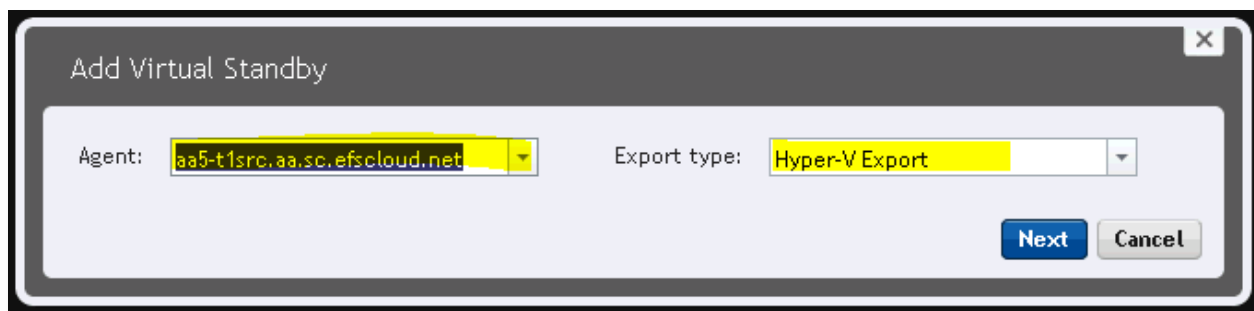 Add Virtual Standby
Agent: aa5-t1src.aa.sc.efscloud.net Export type: Hyper-V Export
Next Cancel